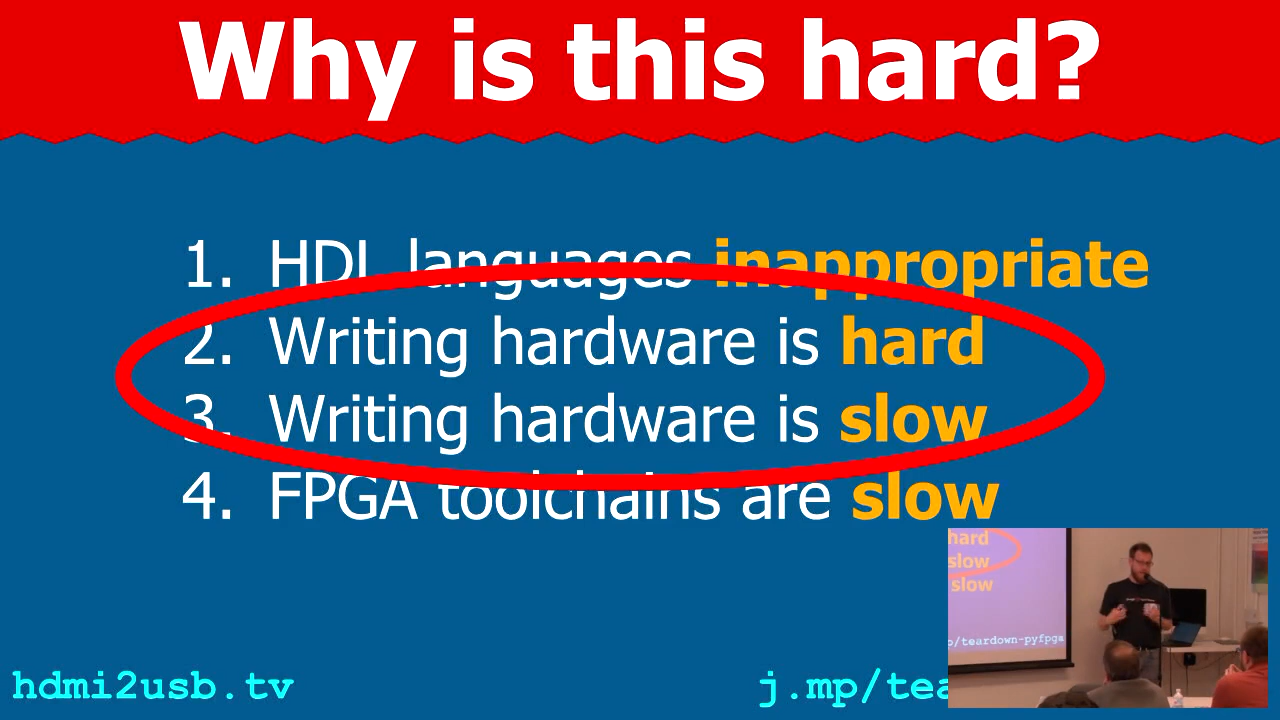 Why is this hard?
1. HDL languages inappropriate
2. Writing hardware is hard
3. Writing hardware is slow
4. FPGA toolchains are slow
hard
slow
slow
/teardown-pyfpga
hdmi2usb.tv
j.mp/tea